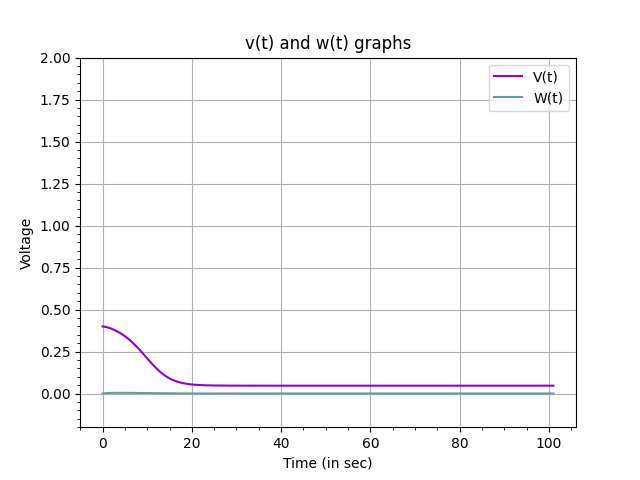 v(t) and w(t) graphs
V(t)
W(t)
Voltage
2.00
1.75
1.50
1.25
1.00
0.75
0.50
0.25
0.00
0 20 40 60 80 100
Time (in sec)